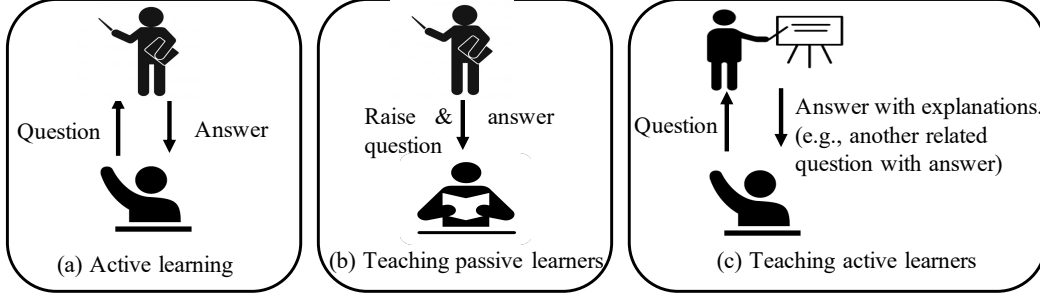 Question
Answer
(a) Active learning
Raise & answer
question
(b) Teaching passive learners
Question
Answer with explanations.
(e.g., another related
question with answer)
(c) Teaching active learners